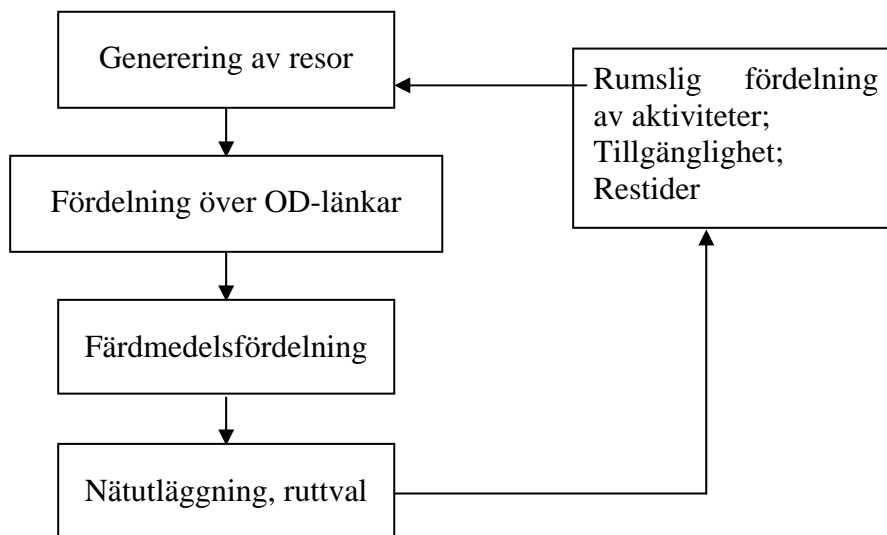 Generering av resor
Rumslig fördelning
av aktiviteter;
Tillgänglighet;
Restider
Fördelning över OD-länkar
Färdmedelsfördelning
Nätutläggning, ruttval